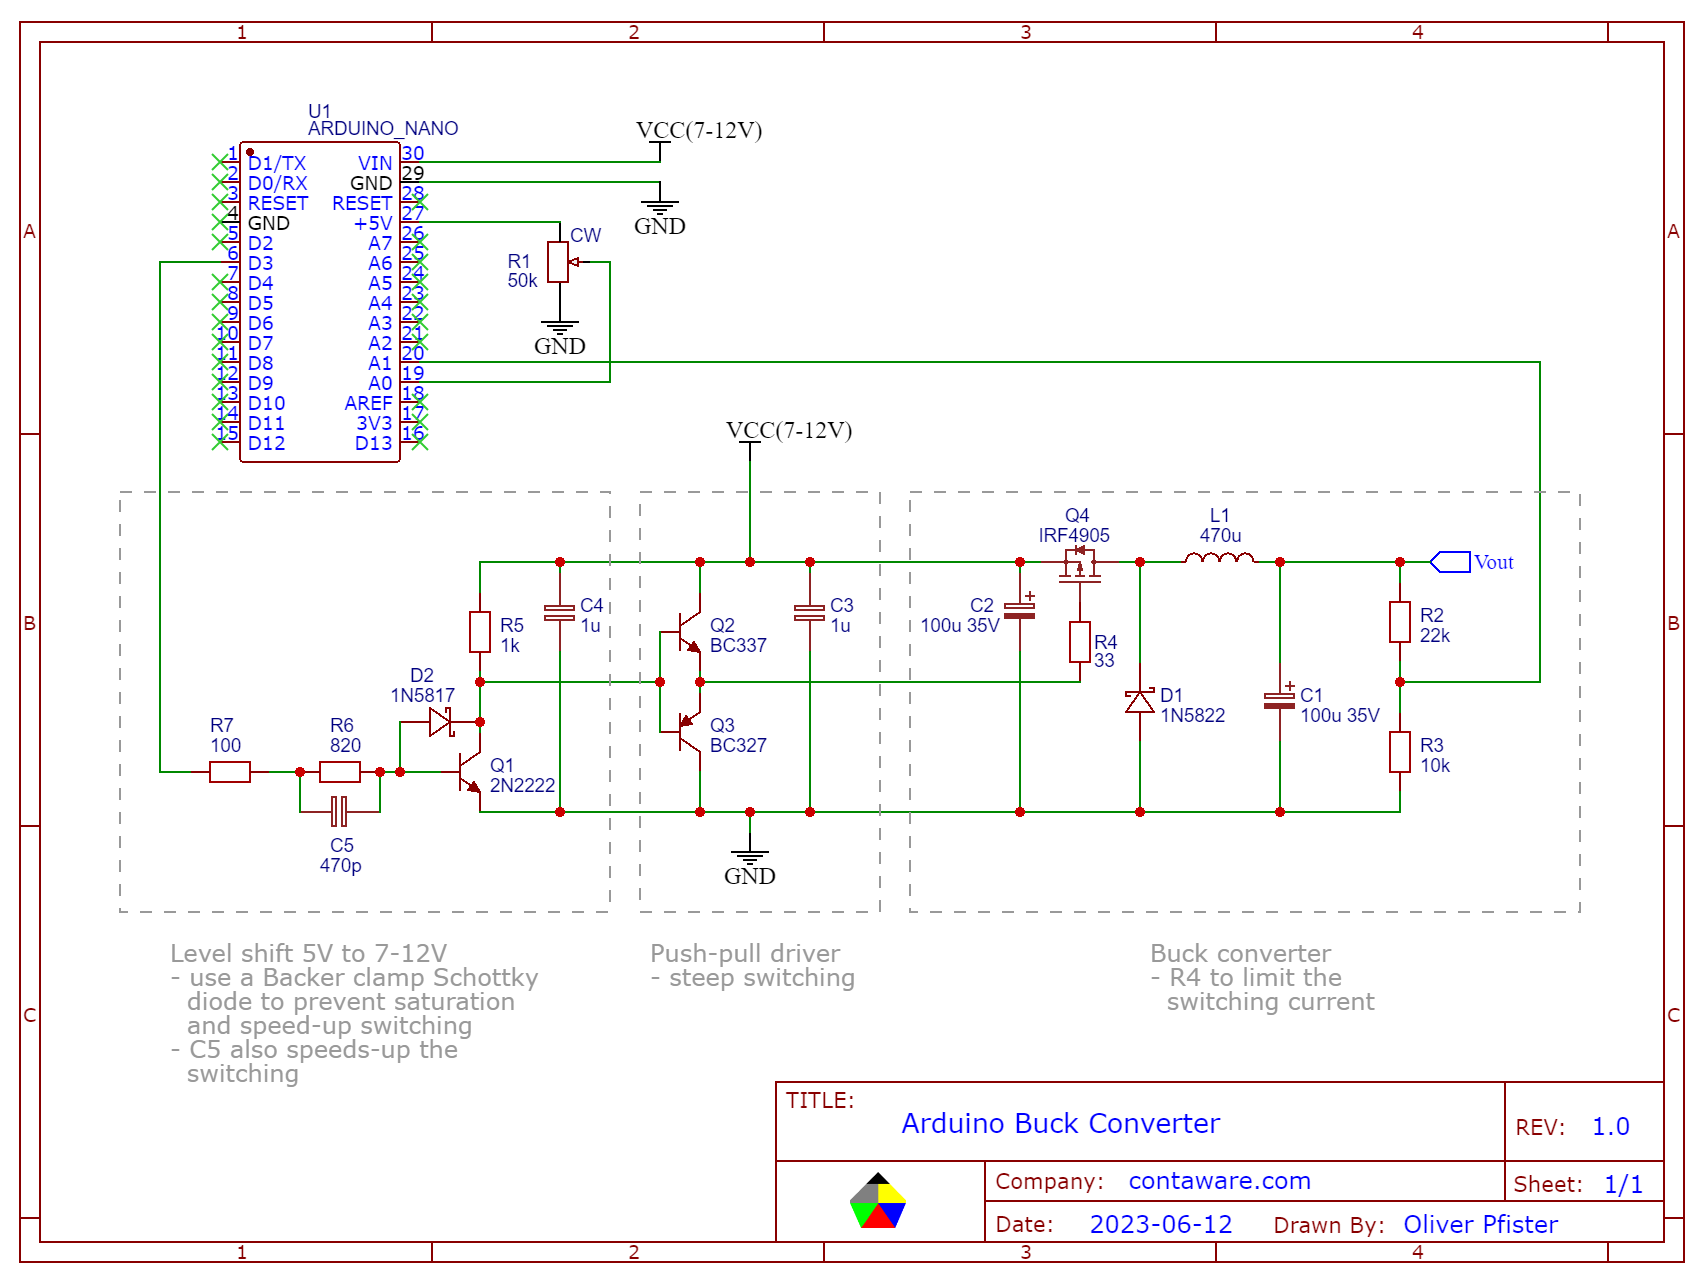 1 2 3 4
A A
B B
C C
1 2 3 4
U1
ARDUINO_NANO
1 D1/TX VIN 30
2 D0/RX GND 29
3 RESET RESET 28
4 GND +5V 27
5 D2 A7 26
6 D3 A6 25
7 D4 A5 24
8 D5 A4 23
9 D6 A3 22
10 D7 A2 21
11 D8 A1 20
12 D9 A0 19
13 D10 AREF 18
14 D11 3V3 17
15 D12 D13 16
VCC(7-12V)
GND
CW
R1
50k
GND
VCC(7-12V)
R5
1k
C4
1u
D2
1N5817
R7
100
R6
820
Q1
2N2222
C5
470p
Q2
BC337
C3
1u
Q3
BC327
GND
Q4
IRF4905
L1
470u
Vout
C2
100u 35V
+
R4
33
R2
22k
D1
1N5822
+
C1
100u 35V
R3
10k
Level shift 5V to 7-12V
- use a Backer clamp Schottky
diode to prevent saturation
and speed-up switching
- C5 also speeds-up the
switching
Push-pull driver
- steep switching
Buck converter
- R4 to limit the
switching current
TITLE:
Arduino Buck Converter
REV: 1.0
Company: contaware.com
Sheet: 1/1
Date: 2023-06-12 Drawn By: Oliver Pfister